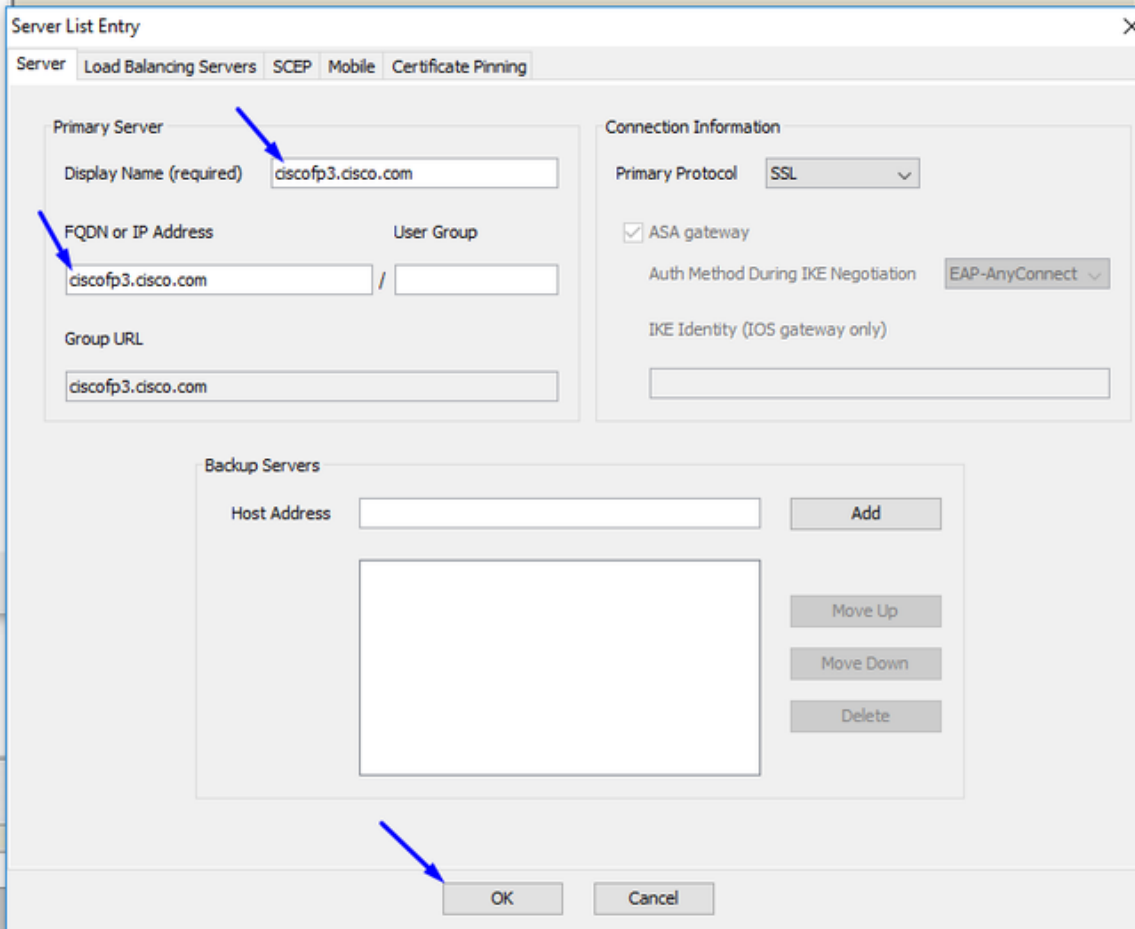 Server List Entry
Server Load Balancing Servers SCEP Mobile Certificate Pinning
Primary Server
Display Name (required) ciscofp3.cisco.com
FQDN or IP Address User Group
ciscofp3.cisco.com /
Group URL
ciscofp3.cisco.com
Connection Information
Primary Protocol SSL
ASA gateway
Auth Method During IKE Negotiation EAP-AnyConnect
IKE Identity (IOS gateway only)
Backup Servers
Host Address Add
Move Up
Move Down
Delete
OK Cancel